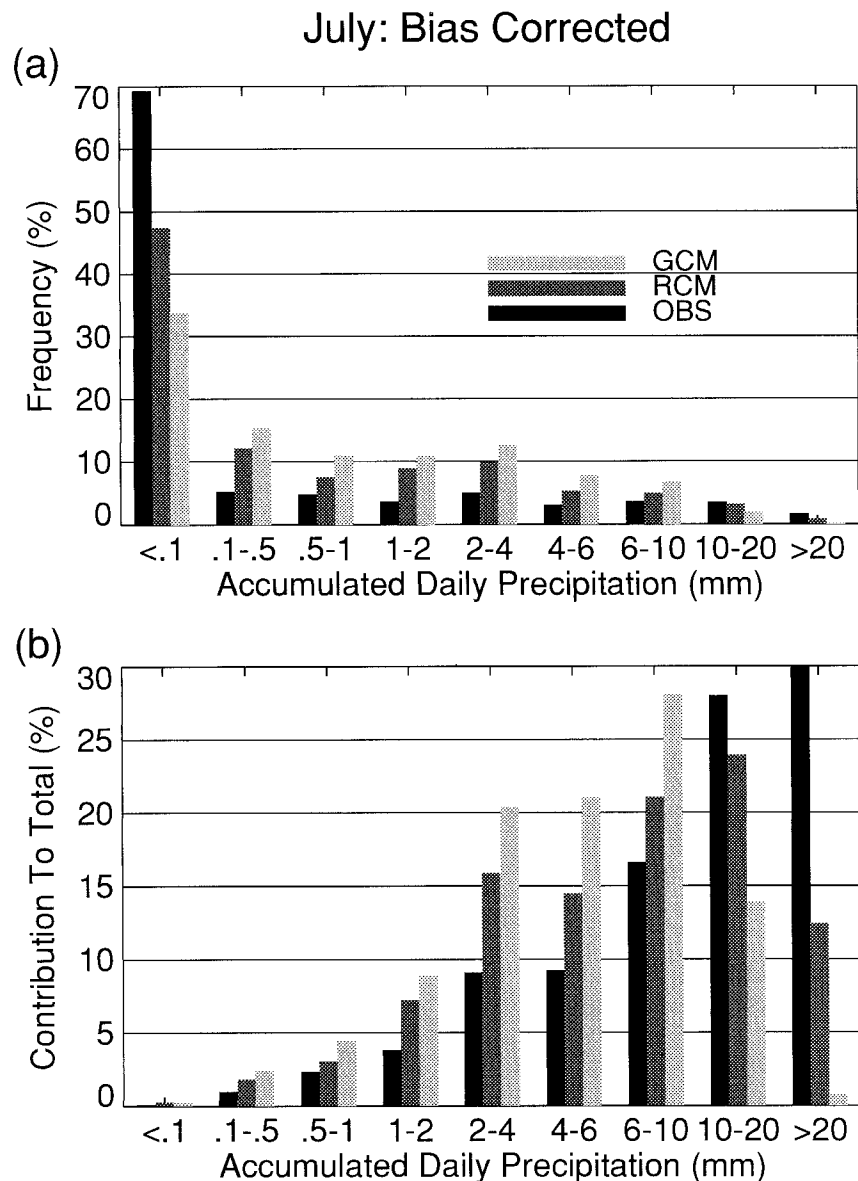 July: Bias Corrected
(a)
70
60
50
40
30
20
10
0
Frequency (%)
GCM
RCM
OBS
<.1 .1-.5 .5-1 1-2 2-4 4-6 6-10 10-20 >20
Accumulated Daily Precipitation (mm)
(b)
30
25
20
15
10
5
0
Contribution To Total (%)
<.1 .1-.5 .5-1 1-2 2-4 4-6 6-10 10-20 >20
Accumulated Daily Precipitation (mm)